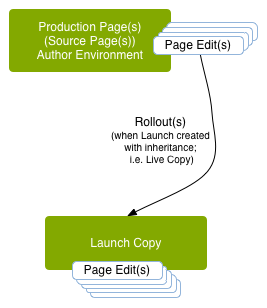 Production Page(s)
(Source Page(s))
Author Environment
Page Edit(s)
Rollout(s)
(when Launch created
with inheritance;
i.e. Live Copy)
Launch Copy
Page Edit(s)